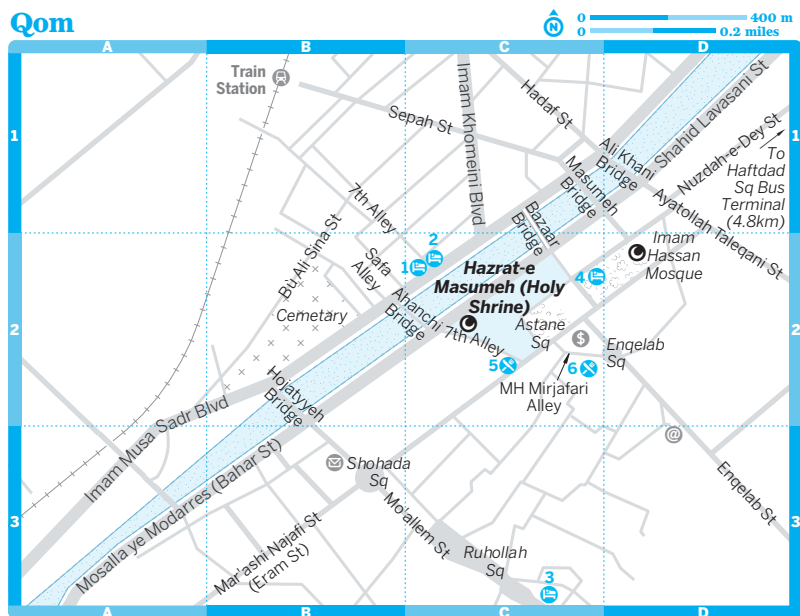 Qom
N
0 400 m
0 0.2 miles
A
B
C
D
1
1
2
2
3
3
A
B
C
D
Train
Station
Sepah St
Imam Khomeini Blvd
Hadaf St
Ali Khani
Bridge
Shahid Lavasani St
Nuzdah-e-Dey St
To
Haftdad
Sq Bus
Terminal
(4.8km)
Masumeh
Bridge
Ayatollah Taleqani St
Bazaar
Bridge
7th Alley
Safa
Alley
Bu Ali Sina St
1
2
Hazrat-e
Masumeh (Holy
Shrine)
4
Imam
Hassan
Mosque
Cemetary
Ahanchi
Bridge
7th Alley
Astane
Sq
$
Enqelab
Sq
5
6
MH Mirjafari
Alley
Hojatyyeh
Bridge
Imam Musa Sadr Blvd
Mosalla ye Modarres (Bahar St)
Shohada
Sq
@
Enqelab St
Mar'ashi Najafi St
(Eram St)
Mo'allem St
Ruhollah
Sq
3